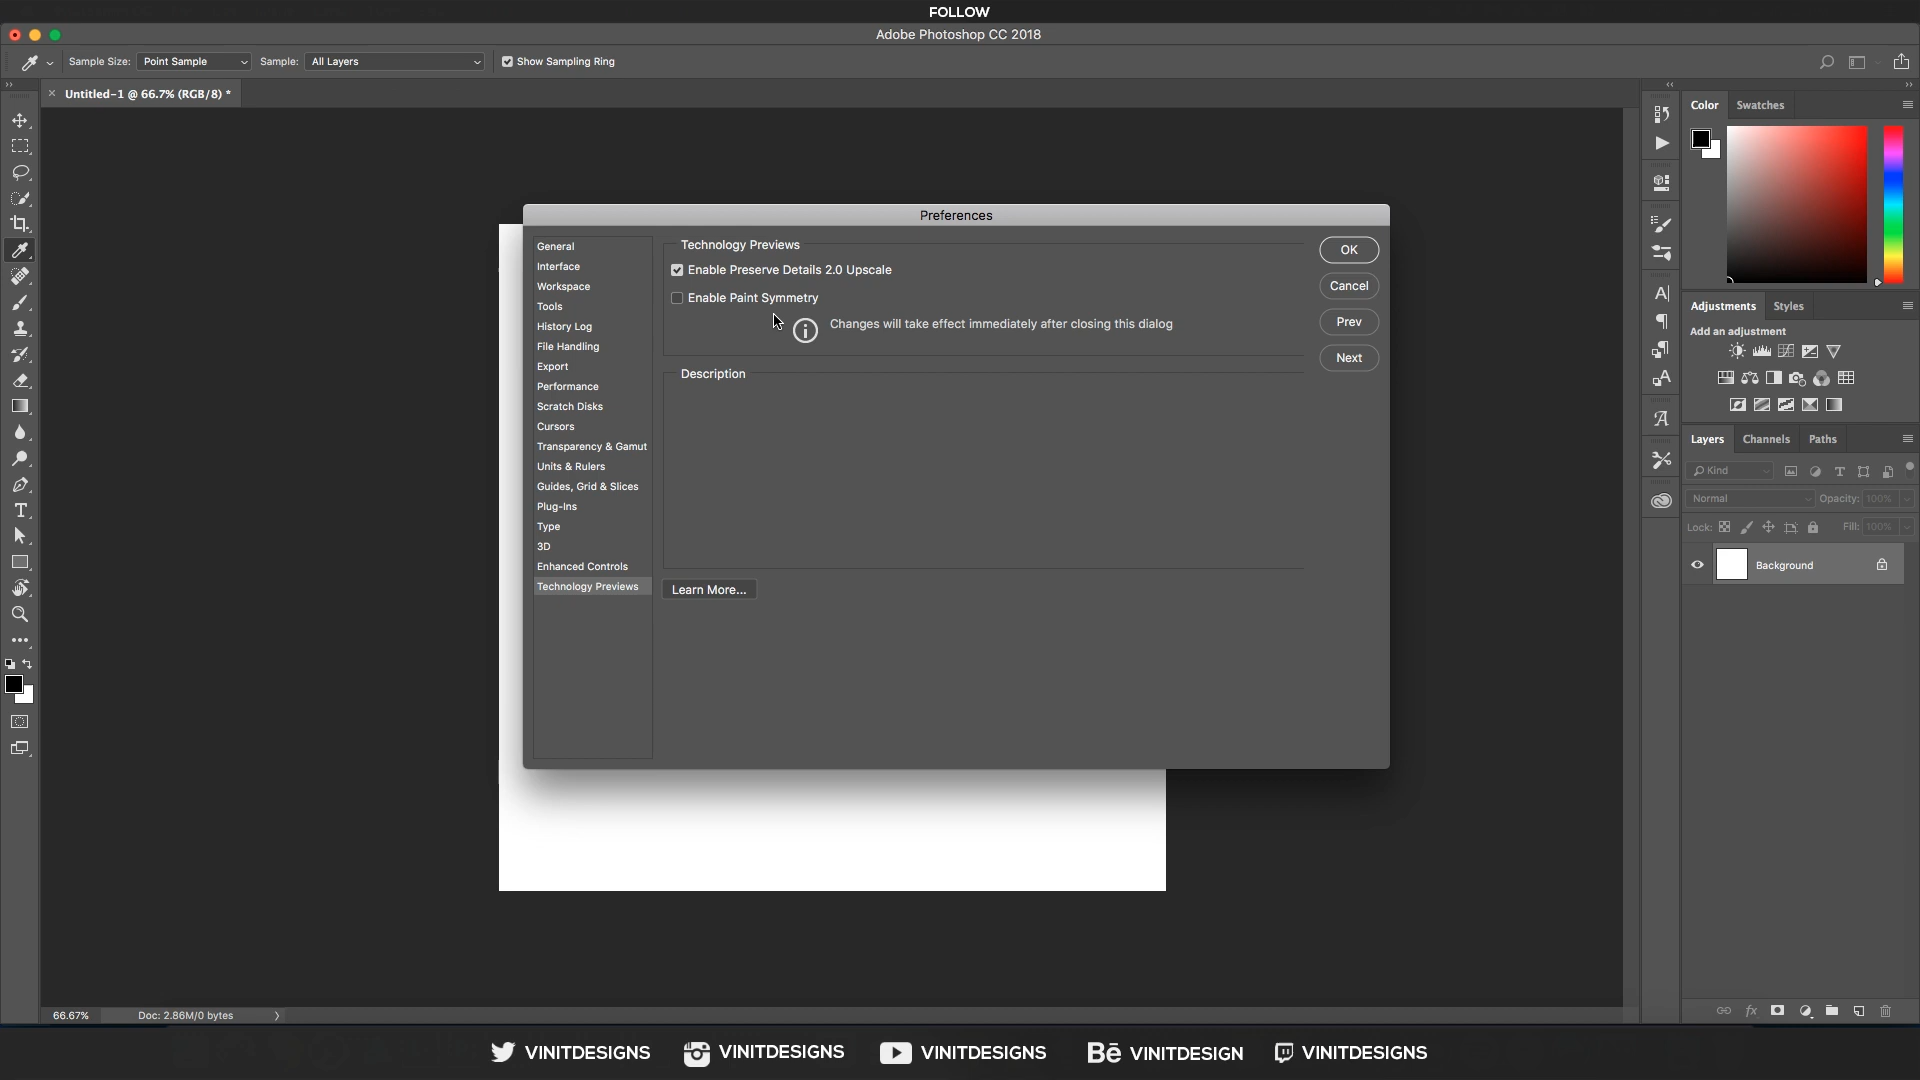 FOLLOW
Adobe Photoshop CC 2018
Sample Size: Point Sample Sample: All Layers Show Sampling Ring
Untitled-1 @ 66.7% (RGB/8) *
Color Swatches
Preferences
General
Interface
Workspace
Tools
History Log
File Handling
Export
Performance
Scratch Disks
Cursors
Transparency & Gamut
Units & Rulers
Guides, Grid & Slices
Plug-Ins
Type
3D
Enhanced Controls
Technology Previews
Technology Previews
Enable Preserve Details 2.0 Upscale
Enable Paint Symmetry
Changes will take effect immediately after closing this dialog
Description
Learn More...
OK
Cancel
Prev
Next
Adjustments Styles
Add an adjustment
Layers Channels Paths
Kind
Normal Opacity: 100%
Lock: Fill: 100%
Background
66.67% Doc: 2.86M/0 bytes
VINITDESIGNS VINITDESIGNS VINITDESIGNS Bē VINITDESIGN VINITDESIGNS